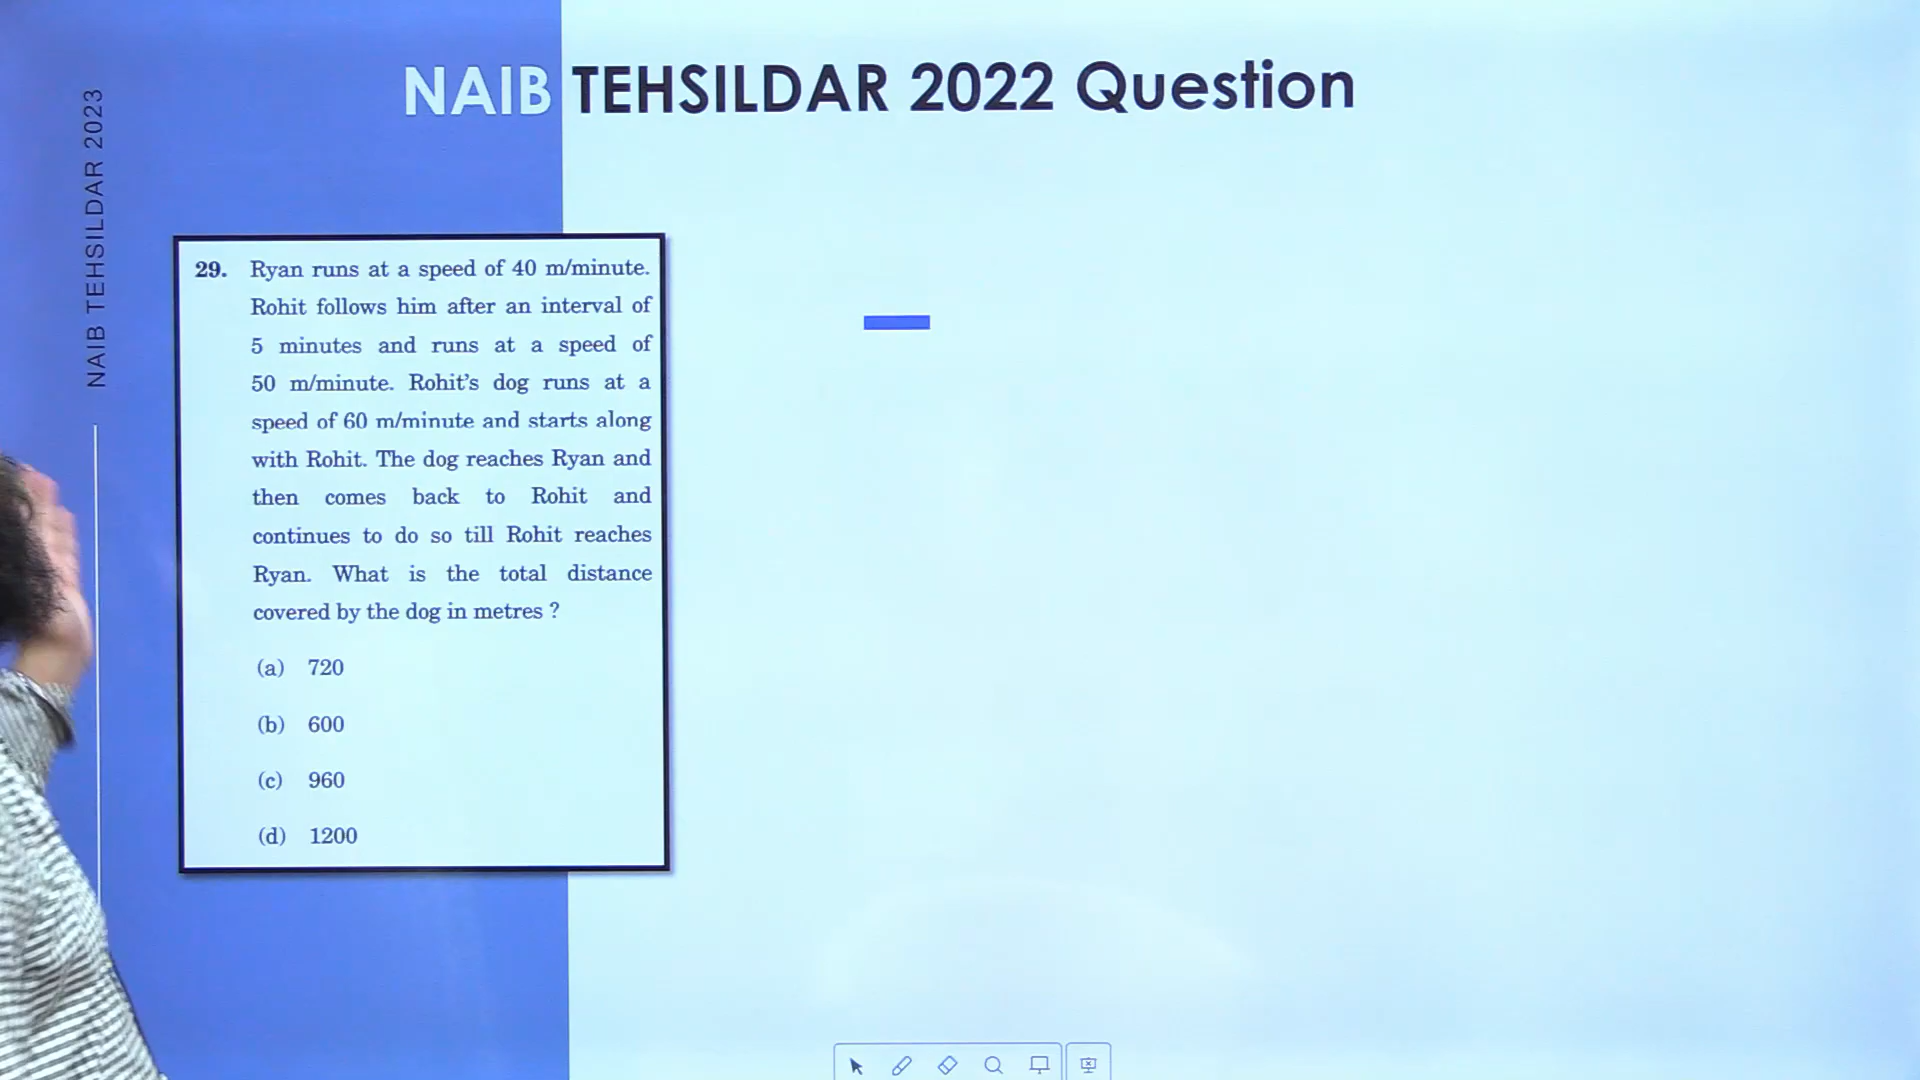 NAIB TEHSILDAR 2022 Question
NAIB TEHSILDAR 2023
29. Ryan runs at a speed of 40 m/minute.
Rohit follows him after an interval of
5 minutes and runs at a speed of
50 m/minute. Rohit's dog runs at a
speed of 60 m/minute and starts along
with Rohit. The dog reaches Ryan and
then comes back to Rohit and
continues to do so till Rohit reaches
Ryan. What is the total distance
covered by the dog in metres ?
(a) 720
(b) 600
(c) 960
(d) 1200